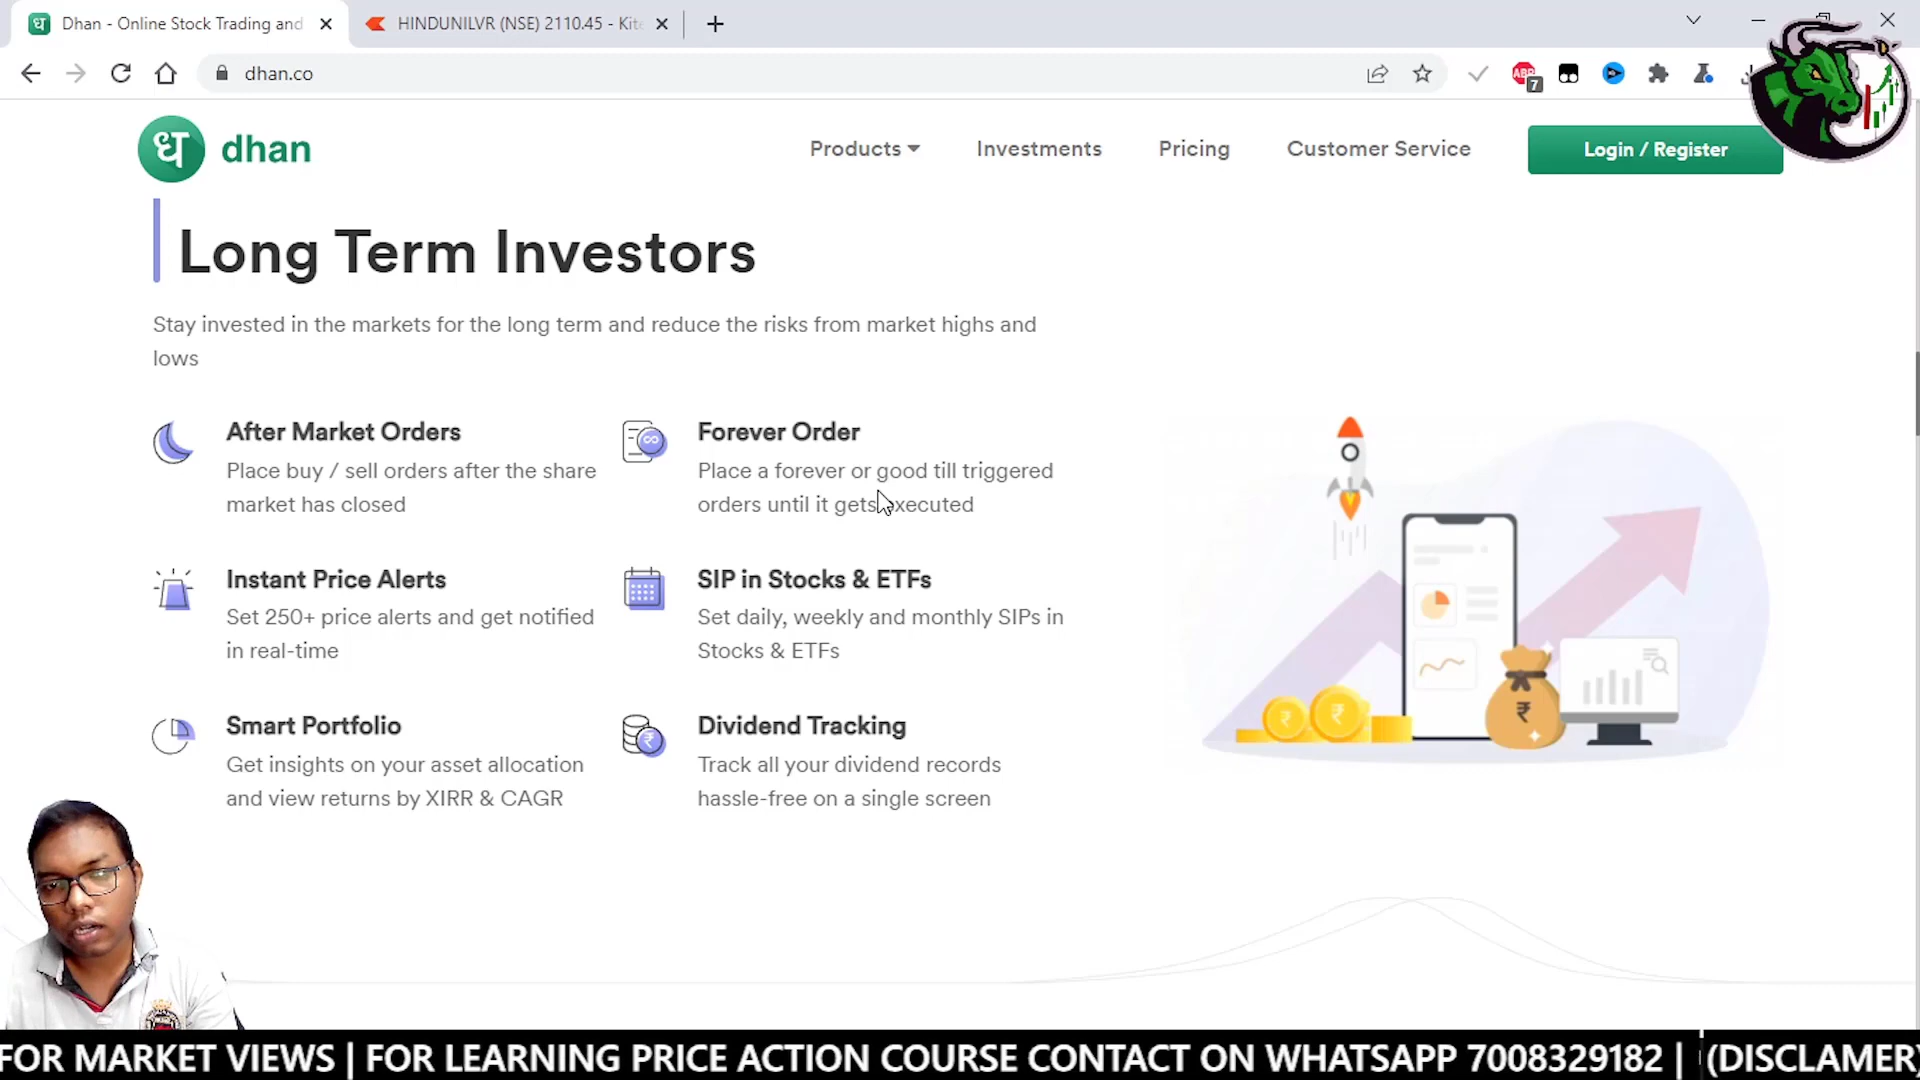 Dhan - Online Stock Trading and
HINDUNILVR (NSE) 2110.45 - Kite
dhan.co
ABP
7
ध dhan
Products
Investments
Pricing
Customer Service
Login / Register
Long Term Investors
Stay invested in the markets for the long term and reduce the risks from market highs and
lows
After Market Orders
Place buy / sell orders after the share
market has closed
Forever Order
Place a forever or good till triggered
orders until it gets executed
Instant Price Alerts
Set 250+ price alerts and get notified
in real-time
SIP in Stocks & ETFs
Set daily, weekly and monthly SIPs in
Stocks & ETFs
Smart Portfolio
Get insights on your asset allocation
and view returns by XIRR & CAGR
Dividend Tracking
Track all your dividend records
hassle-free on a single screen
FOR MARKET VIEWS | FOR LEARNING PRICE ACTION COURSE CONTACT ON WHATSAPP 7008329182 | (DISCLAMER)